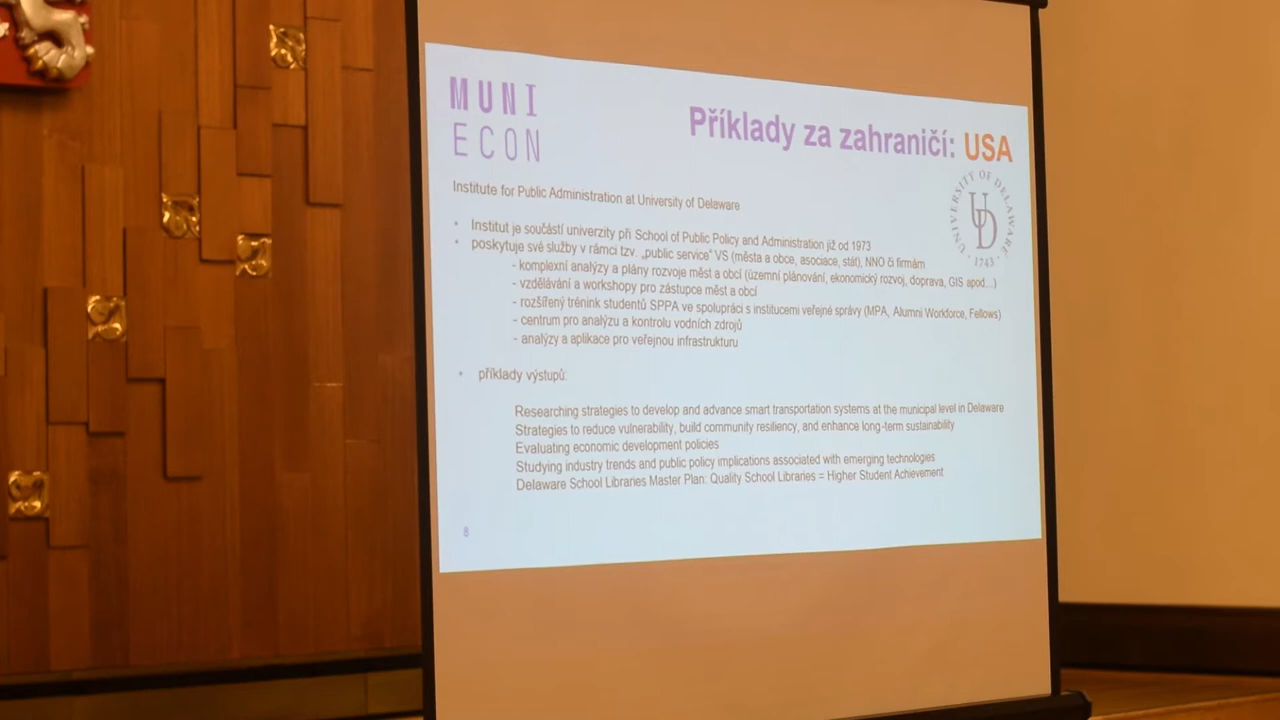 MUNI
ECON
Příklady za zahraničí: USA
UNIVERSITY OF DELAWARE
UD
· 1743 ·
Institute for Public Administration at University of Delaware
• Institut je součástí univerzity při School of Public Policy and Administration již od 1973
• poskytuje své služby v rámci tzv. „public service" VS (města a obce, asociace, stát), NNO či firmám
- komplexní analýzy a plány rozvoje měst a obcí (územní plánování, ekonomický rozvoj, doprava, GIS apod...)
- vzdělávání a workshopy pro zástupce měst a obcí
- rozšířený trénink studentů SPPA ve spolupráci s institucemi veřejné správy (MPA, Alumni Workforce, Fellows)
- centrum pro analýzu a kontrolu vodních zdrojů
- analýzy a aplikace pro veřejnou infrastrukturu
• příklady výstupů:
Researching strategies to develop and advance smart transportation systems at the municipal level in Delaware
Strategies to reduce vulnerability, build community resiliency, and enhance long-term sustainability
Evaluating economic development policies
Studying industry trends and public policy implications associated with emerging technologies
Delaware School Libraries Master Plan: Quality School Libraries = Higher Student Achievement
8